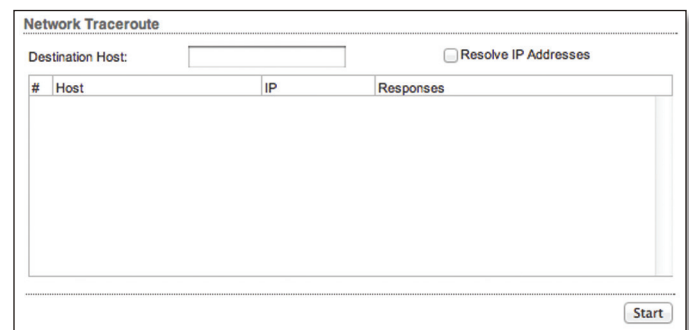 Network Traceroute
Destination Host: Resolve IP Addresses
# Host IP Responses
Start